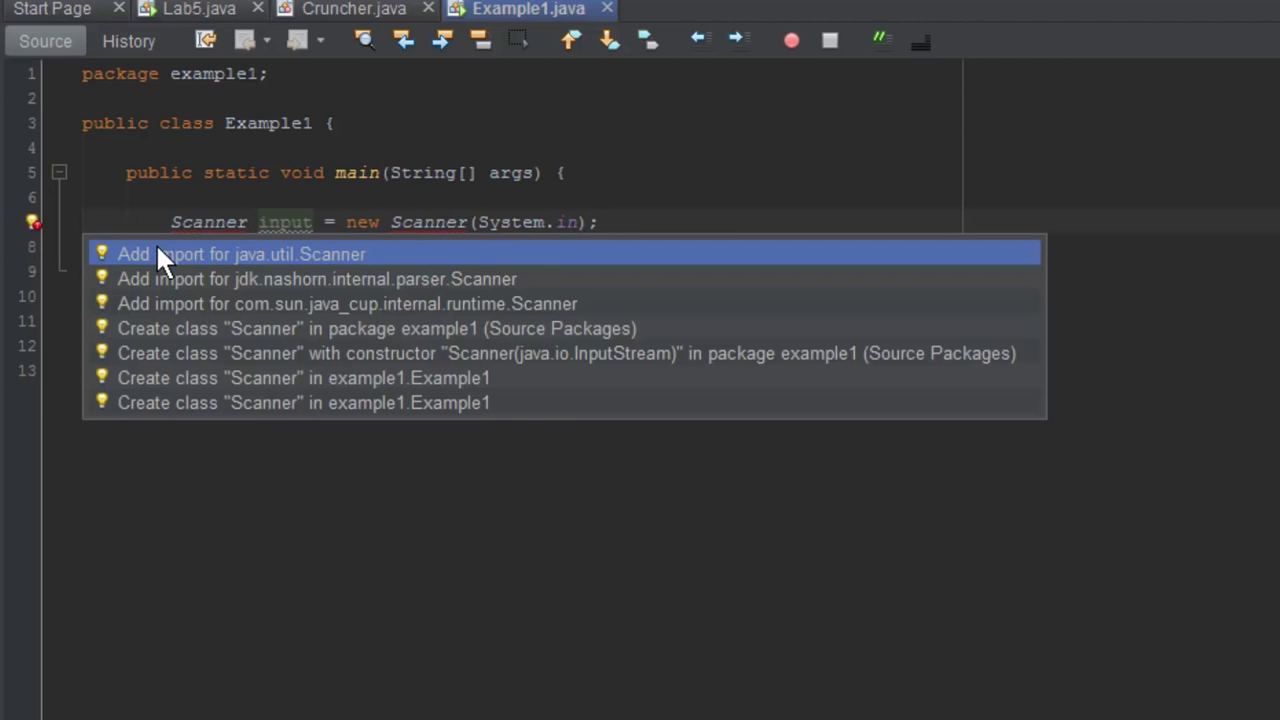 Start Page Lab5.java Cruncher.java Example1.java
Source History
1 package example1;
2
3 public class Example1 {
4
5 public static void main(String[] args) {
6
Scanner input = new Scanner(System.in);
8 Add import for java.util.Scanner
9 Add import for jdk.nashorn.internal.parser.Scanner
10 Add import for com.sun.java_cup.internal.runtime.Scanner
11 Create class "Scanner" in package example1 (Source Packages)
12 Create class "Scanner" with constructor "Scanner(java.io.InputStream)" in package example1 (Source Packages)
13 Create class "Scanner" in example1.Example1
Create class "Scanner" in example1.Example1